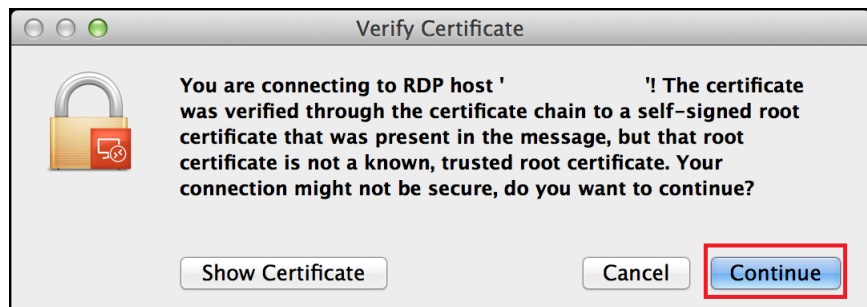 Verify Certificate
You are connecting to RDP host ' '! The certificate
was verified through the certificate chain to a self-signed root
certificate that was present in the message, but that root
certificate is not a known, trusted root certificate. Your
connection might not be secure, do you want to continue?
Show Certificate Cancel Continue